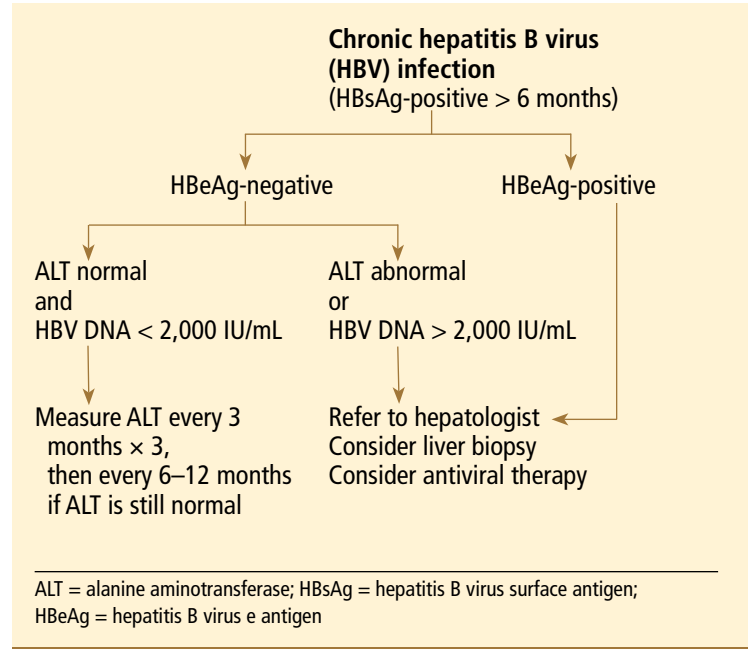 Chronic hepatitis B virus
(HBV) infection
(HBsAg-positive > 6 months)
HBeAg-negative
HBeAg-positive
ALT normal
and
HBV DNA < 2,000 IU/mL
ALT abnormal
or
HBV DNA > 2,000 IU/mL
Measure ALT every 3
months × 3,
then every 6–12 months
if ALT is still normal
Refer to hepatologist
Consider liver biopsy
Consider antiviral therapy
ALT = alanine aminotransferase; HBsAg = hepatitis B virus surface antigen;
HBeAg = hepatitis B virus e antigen